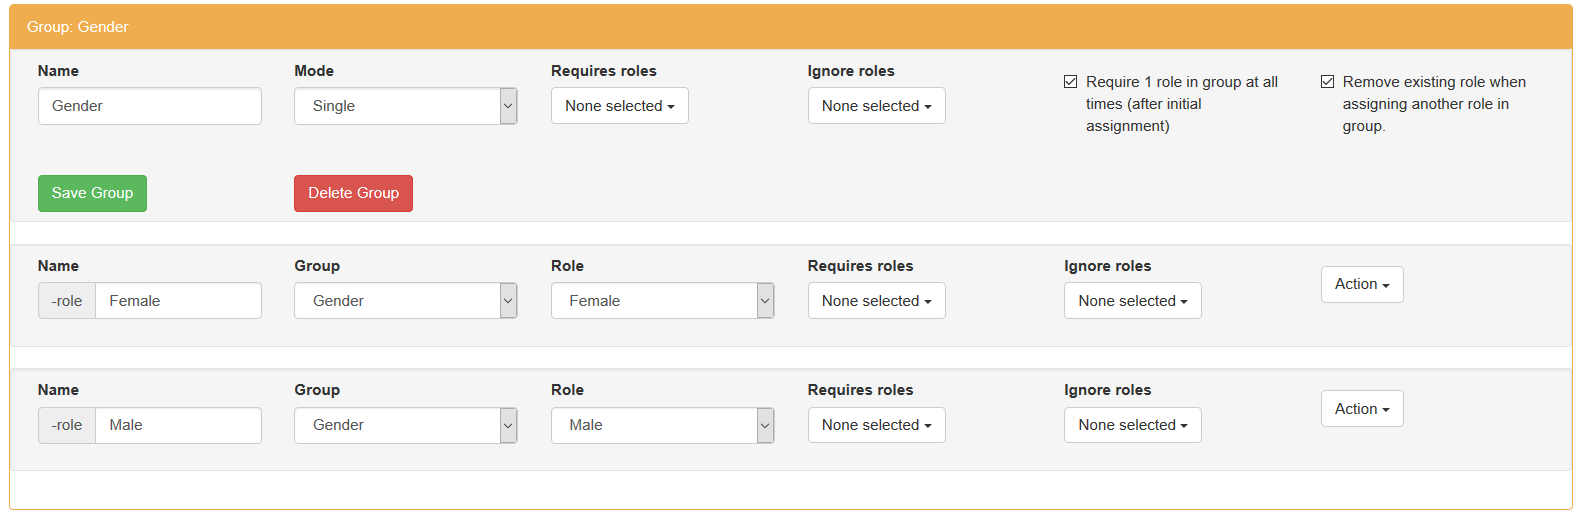 Group: Gender
Name Mode Requires roles Ignore roles
Require 1 role in group at all
times (after initial
assignment)
Remove existing role when
assigning another role in
group.
Gender Single None selected None selected
Save Group Delete Group
Name Group Role Requires roles Ignore roles
-role Female Gender Female None selected None selected Action
Name Group Role Requires roles Ignore roles
-role Male Gender Male None selected None selected Action